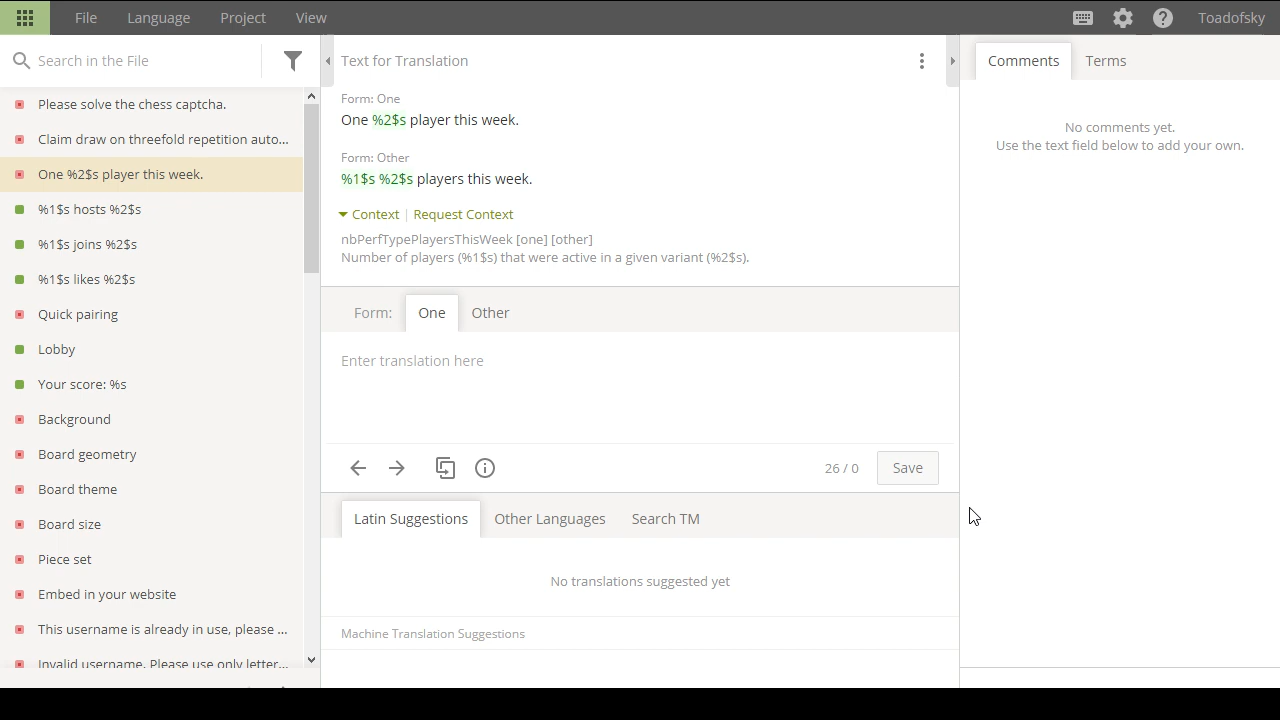 File Language Project View Toadofsky
Search in the File
Please solve the chess captcha.
Claim draw on threefold repetition auto...
One %2$s player this week.
%1$s hosts %2$s
%1$s joins %2$s
%1$s likes %2$s
Quick pairing
Lobby
Your score: %s
Background
Board geometry
Board theme
Board size
Piece set
Embed in your website
This username is already in use, please ...
Invalid username. Please use only letter...
Text for Translation
Form: One
One %2$s player this week.
Form: Other
%1$s %2$s players this week.
Context | Request Context
nbPerfTypePlayersThisWeek [one] [other]
Number of players (%1$s) that were active in a given variant (%2$s).
Form: One Other
Enter translation here
26 / 0 Save
Latin Suggestions Other Languages Search TM
No translations suggested yet
Machine Translation Suggestions
Comments Terms
No comments yet.
Use the text field below to add your own.